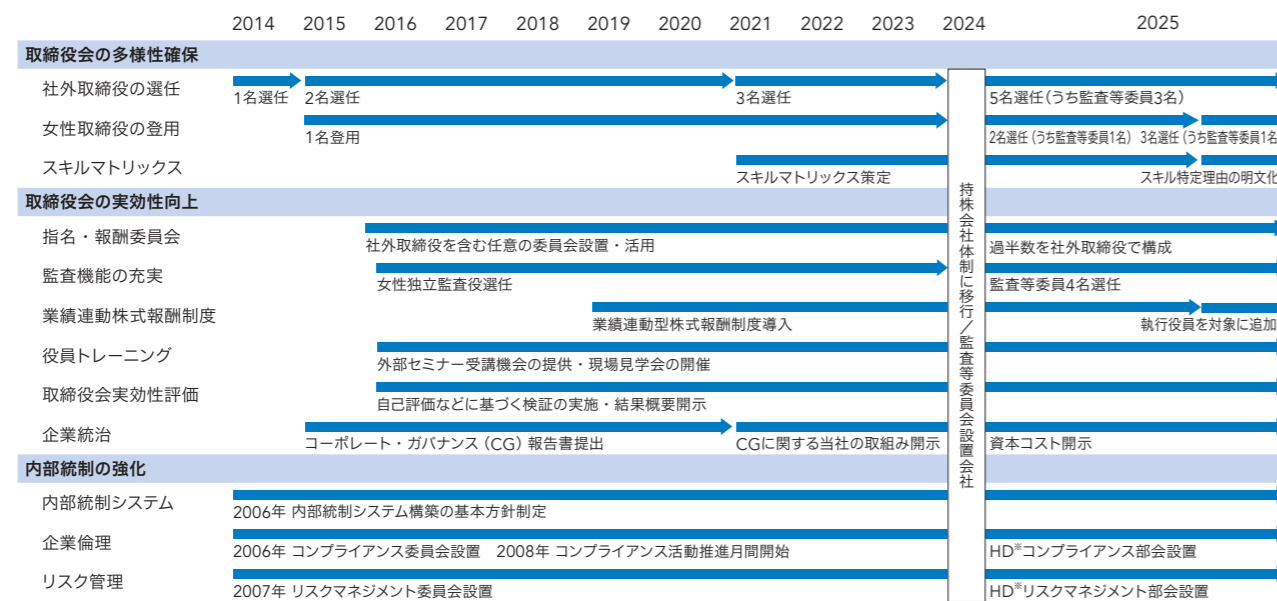 2014 2015 2016 2017 2018 2019 2020 2021 2022 2023 2024 2025
取締役会の多様性確保
社外取締役の選任
1名選任 2名選任 3名選任 5名選任(うち監査等委員3名)
女性取締役の登用
1名登用 2名選任(うち監査等委員1名) 3名選任(うち監査等委員1名
スキルマトリックス
スキルマトリックス策定 スキル特定理由の明文化
取締役会の実効性向上
指名・報酬委員会
社外取締役を含む任意の委員会設置・活用 過半数を社外取締役で構成
監査機能の充実
女性独立監査役選任 監査等委員4名選任
業績連動株式報酬制度
業績連動型株式報酬制度導入 執行役員を対象に追加
役員トレーニング
外部セミナー受講機会の提供・現場見学会の開催
取締役会実効性評価
自己評価などに基づく検証の実施・結果概要開示
企業統治
コーポレート・ガバナンス(CG)報告書提出 CGに関する当社の取組み開示 資本コスト開示
持株会社体制に移行/監査等委員会設置会社
内部統制の強化
内部統制システム
2006年 内部統制システム構築の基本方針制定
企業倫理
2006年 コンプライアンス委員会設置 2008年 コンプライアンス活動推進月間開始 HD※コンプライアンス部会設置
リスク管理
2007年 リスクマネジメント委員会設置 HD※リスクマネジメント部会設置